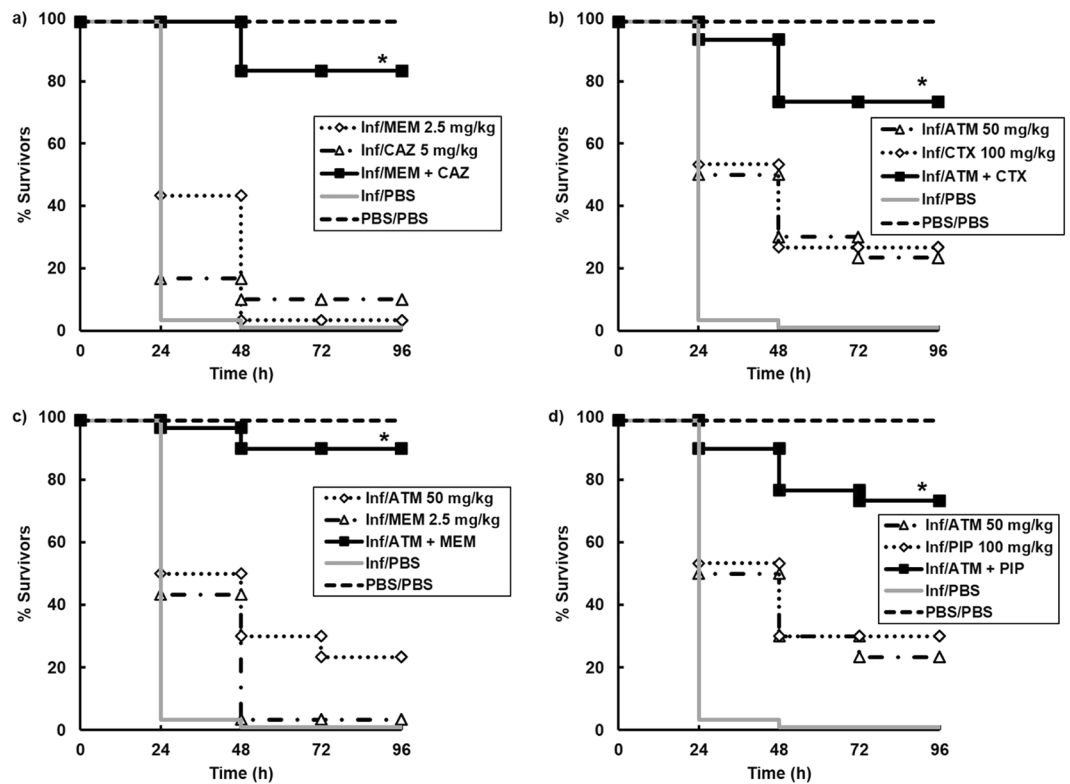 a)
100
80
60
40
20
0
% Survivors
0 24 48 72 96
Time (h)
*
Inf/MEM 2.5 mg/kg
Inf/CAZ 5 mg/kg
Inf/MEM + CAZ
Inf/PBS
PBS/PBS
b)
100
80
60
40
20
0
% Survivors
0 24 48 72 96
Time (h)
*
Inf/ATM 50 mg/kg
Inf/CTX 100 mg/kg
Inf/ATM + CTX
Inf/PBS
PBS/PBS
c)
100
80
60
40
20
0
% Survivors
0 24 48 72 96
Time (h)
*
Inf/ATM 50 mg/kg
Inf/MEM 2.5 mg/kg
Inf/ATM + MEM
Inf/PBS
PBS/PBS
d)
100
80
60
40
20
0
% Survivors
0 24 48 72 96
Time (h)
*
Inf/ATM 50 mg/kg
Inf/PIP 100 mg/kg
Inf/ATM + PIP
Inf/PBS
PBS/PBS